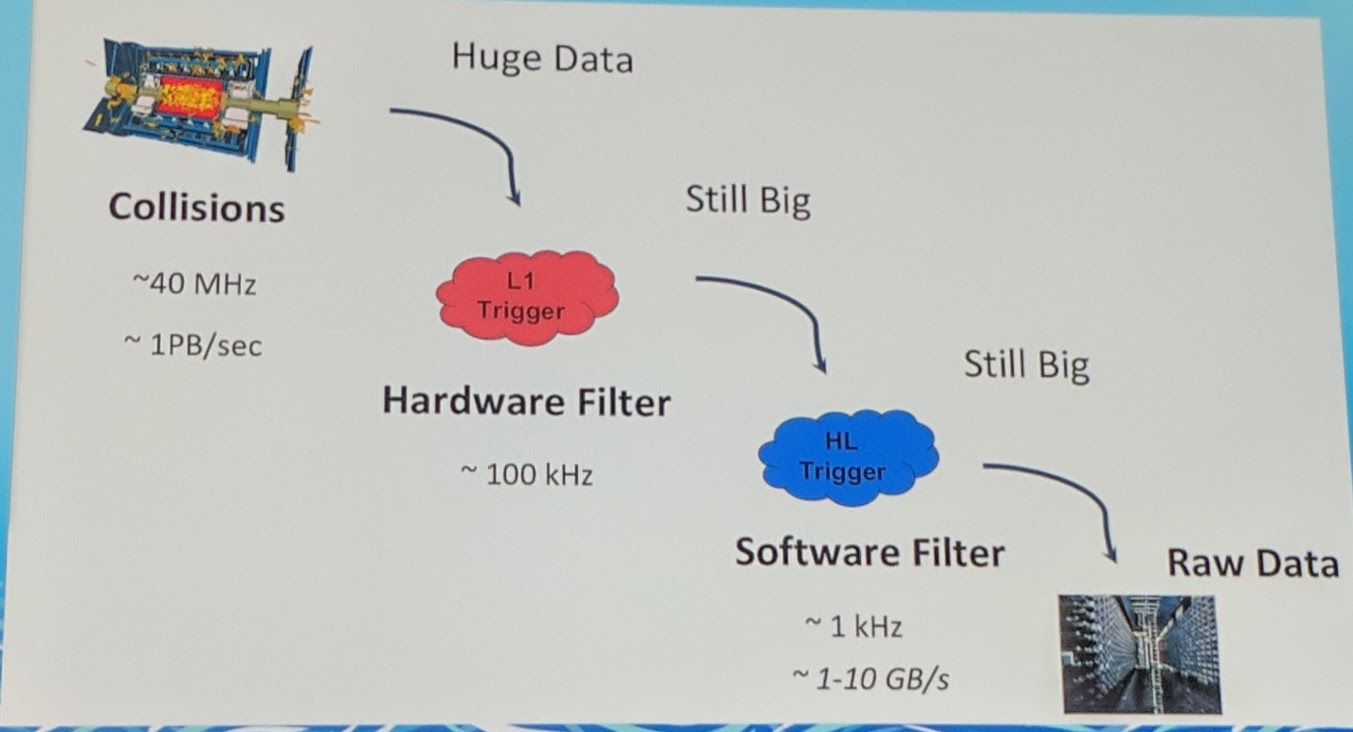 Huge Data
Collisions
~40 MHz
~ 1PB/sec
Still Big
L1
Trigger
Hardware Filter
~ 100 kHz
Still Big
HL
Trigger
Software Filter
~ 1 kHz
~ 1-10 GB/s
Raw Data